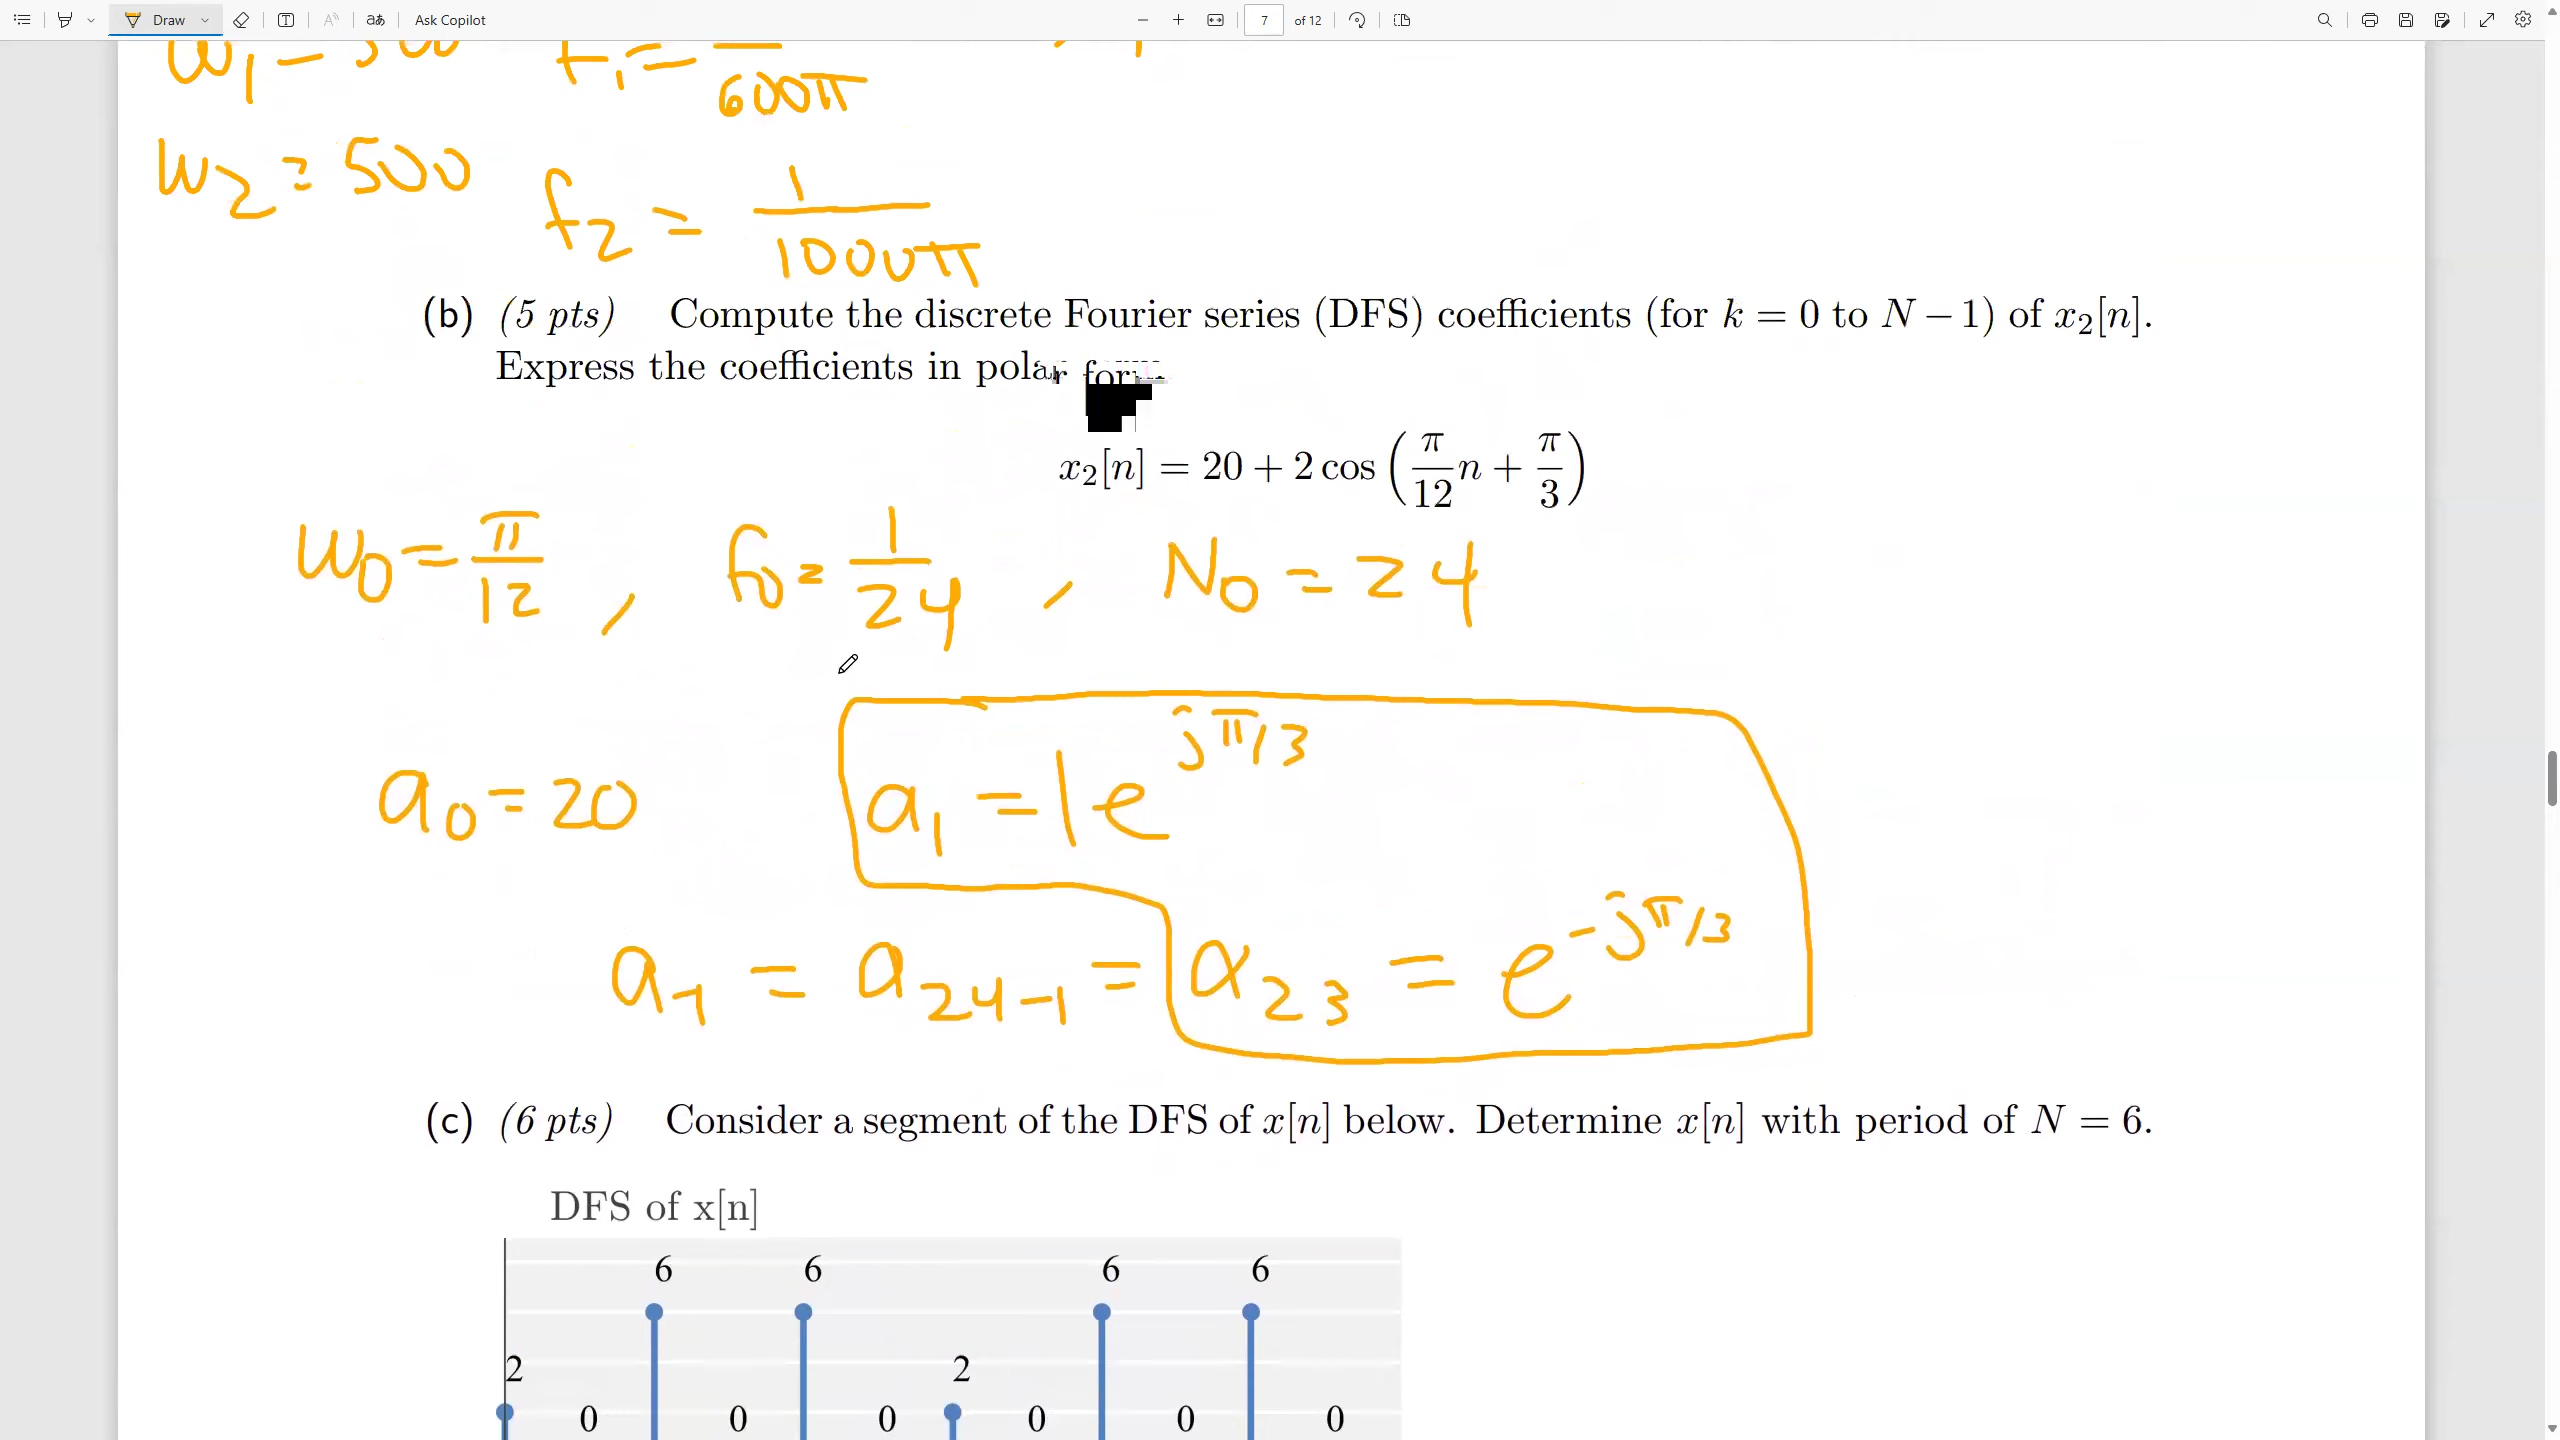 Draw
Ask Copilot
7 of 12
600π
w2 = 500 f2 = 1/1000π
(b) (5 pts) Compute the discrete Fourier series (DFS) coefficients (for k = 0 to N − 1) of x2[n].
Express the coefficients in polar form
x2[n] = 20 + 2 cos (π/12 n + π/3)
w0 = π/12 , f0 = 1/24 , N0 = 24
a0 = 20 a1 = 1e^jπ/3
a-1 = a24-1 = a23 = e^-jπ/3
(c) (6 pts) Consider a segment of the DFS of x[n] below. Determine x[n] with period of N = 6.
DFS of x[n]
6 6 6 6
2 2
0 0 0 0 0 0